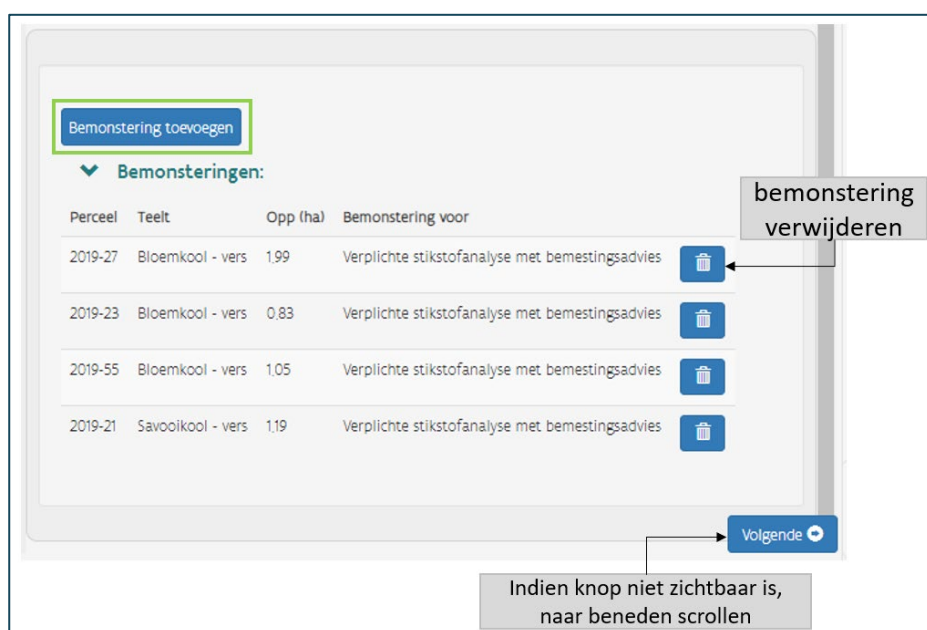 Bemonstering toevoegen
Bemonsteringen:
Perceel Teelt Opp (ha) Bemonstering voor
2019-27 Bloemkool - vers 1,99 Verplichte stikstofanalyse met bemestingsadvies
2019-23 Bloemkool - vers 0,83 Verplichte stikstofanalyse met bemestingsadvies
2019-55 Bloemkool - vers 1,05 Verplichte stikstofanalyse met bemestingsadvies
2019-21 Savooikool - vers 1,19 Verplichte stikstofanalyse met bemestingsadvies
bemonstering
verwijderen
Volgende
Indien knop niet zichtbaar is,
naar beneden scrollen